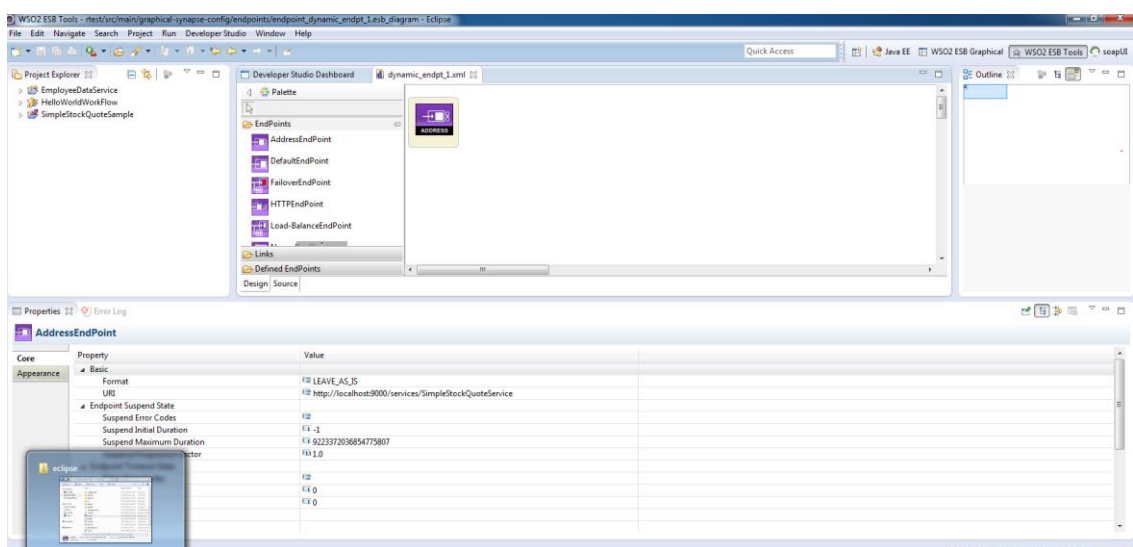 WSO2 ESB Tools - rtest/src/main/graphical-synapse-config/endpoints/endpoint_dynamic_endpt_1.esb_diagram - Eclipse
File Edit Navigate Search Project Run Developer Studio Window Help
Quick Access Java EE WSO2 ESB Graphical WSO2 ESB Tools soapUI
Project Explorer
EmployeeDataService
HelloWorldWorkFlow
SimpleStockQuoteSample
Developer Studio Dashboard dynamic_endpt_1.xml
Palette
EndPoints
AddressEndPoint
DefaultEndPoint
FailoverEndPoint
HTTPEndPoint
Load-BalanceEndPoint
Links
Defined EndPoints
Design Source
ADDRESS
Outline
Properties Error Log
AddressEndPoint
Core
Appearance
Property Value
Basic
Format LEAVE_AS_IS
URI http://localhost:9000/services/SimpleStockQuoteService
Endpoint Suspend State
Suspend Error Codes
Suspend Initial Duration -1
Suspend Maximum Duration 9223372036854775807
1.0
0
0
eclipse